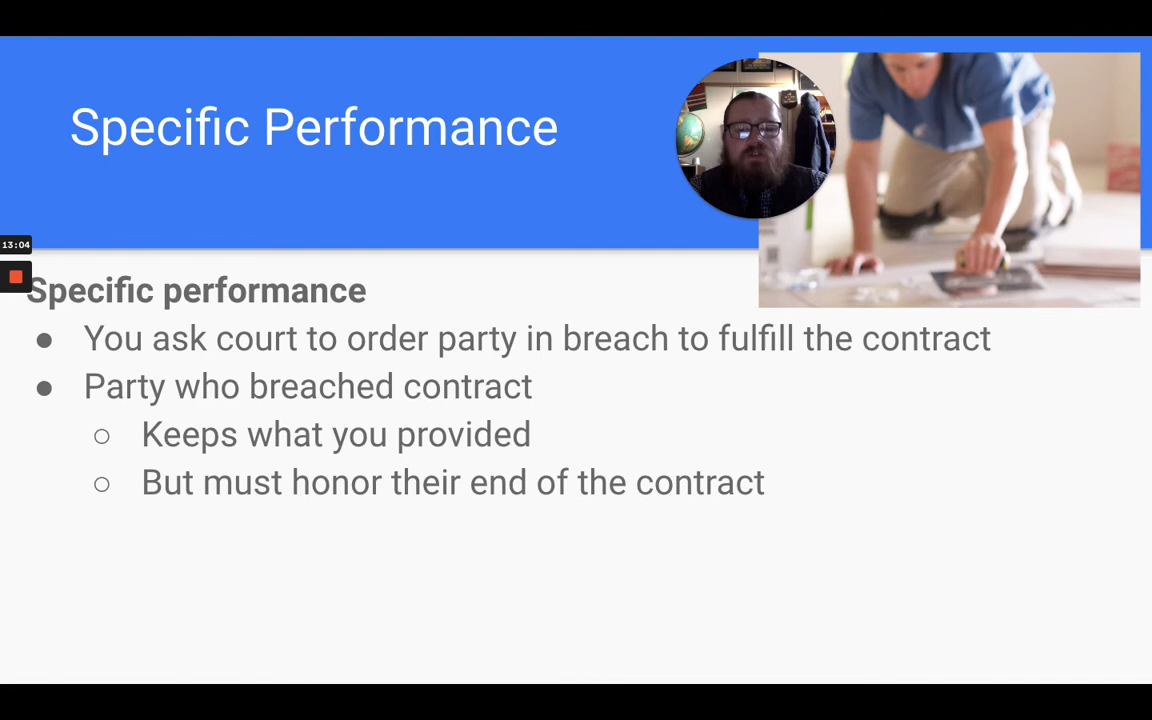 Specific Performance
13:04
Specific performance
● You ask court to order party in breach to fulfill the contract
● Party who breached contract
○ Keeps what you provided
○ But must honor their end of the contract